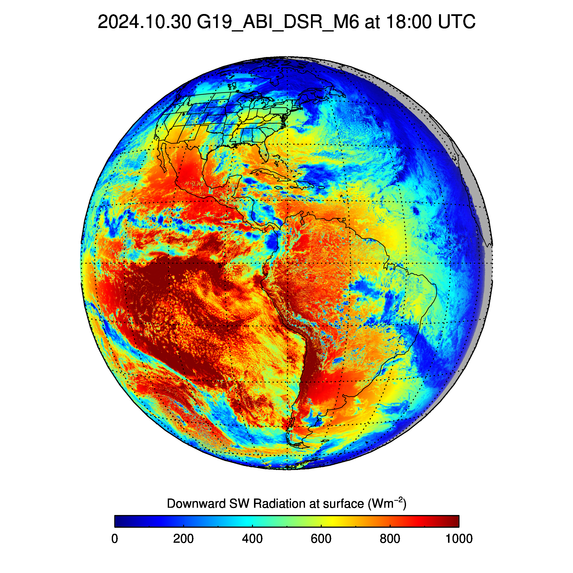 2024.10.30 G19_ABI_DSR_M6 at 18:00 UTC
Downward SW Radiation at surface (Wm⁻²)
0 200 400 600 800 1000